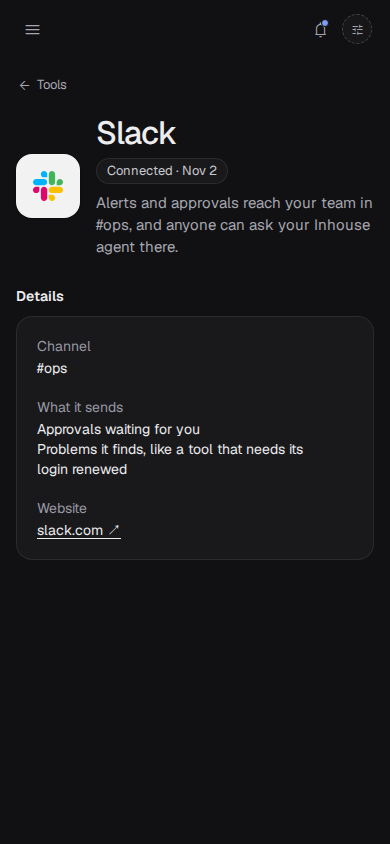 Tools
Slack
Connected · Nov 2
Alerts and approvals reach your team in
#ops, and anyone can ask your Inhouse
agent there.
Details
Channel
#ops
What it sends
Approvals waiting for you
Problems it finds, like a tool that needs its
login renewed
Website
slack.com ↗